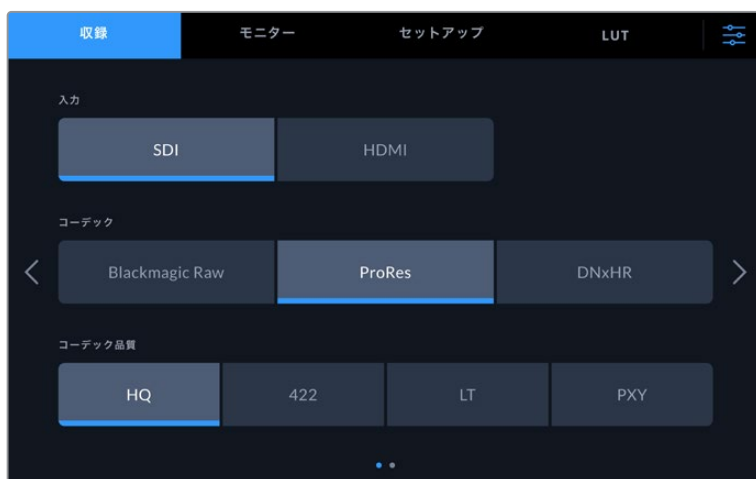 収録 モニター セットアップ LUT
入力
SDI HDMI
コーデック
Blackmagic Raw ProRes DNxHR
コーデック品質
HQ 422 LT PXY